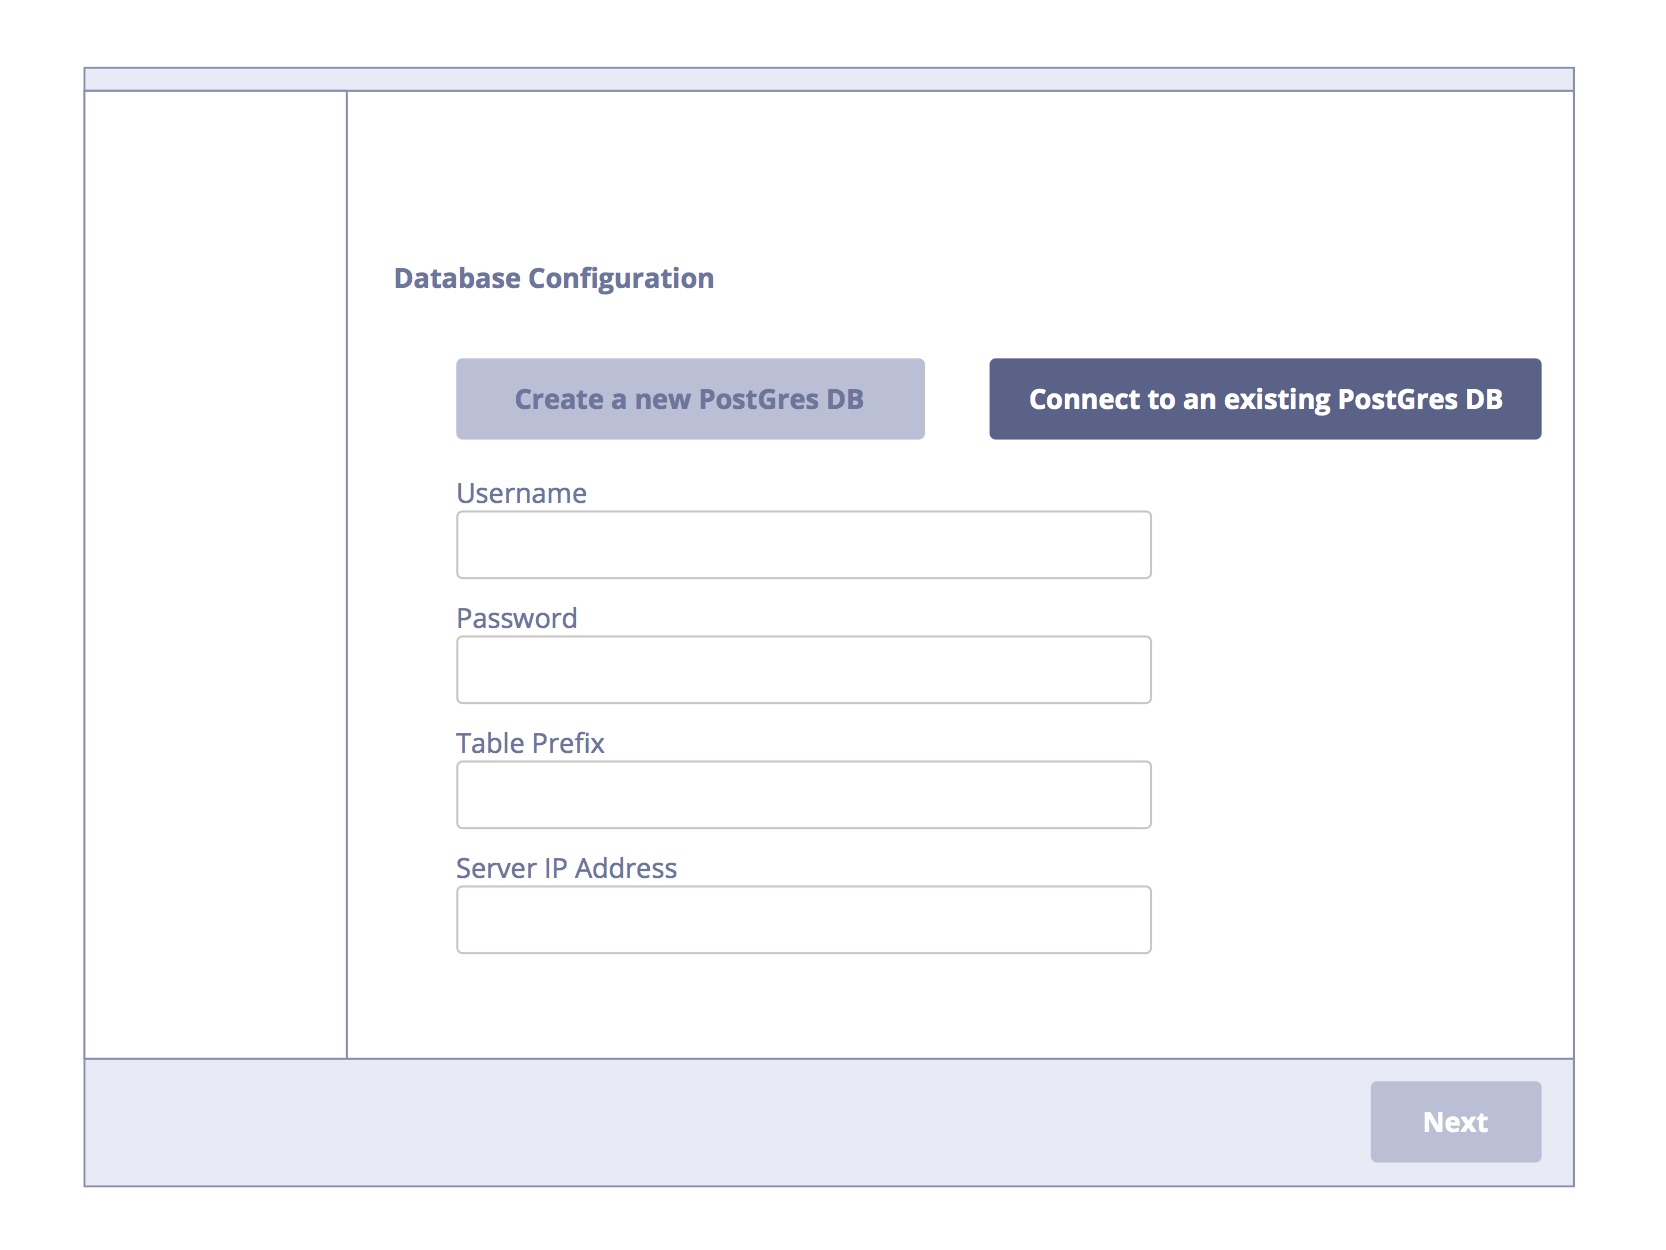 Database Configuration
Create a new PostGres DB
Connect to an existing PostGres DB
Username
Password
Table Prefix
Server IP Address
Next